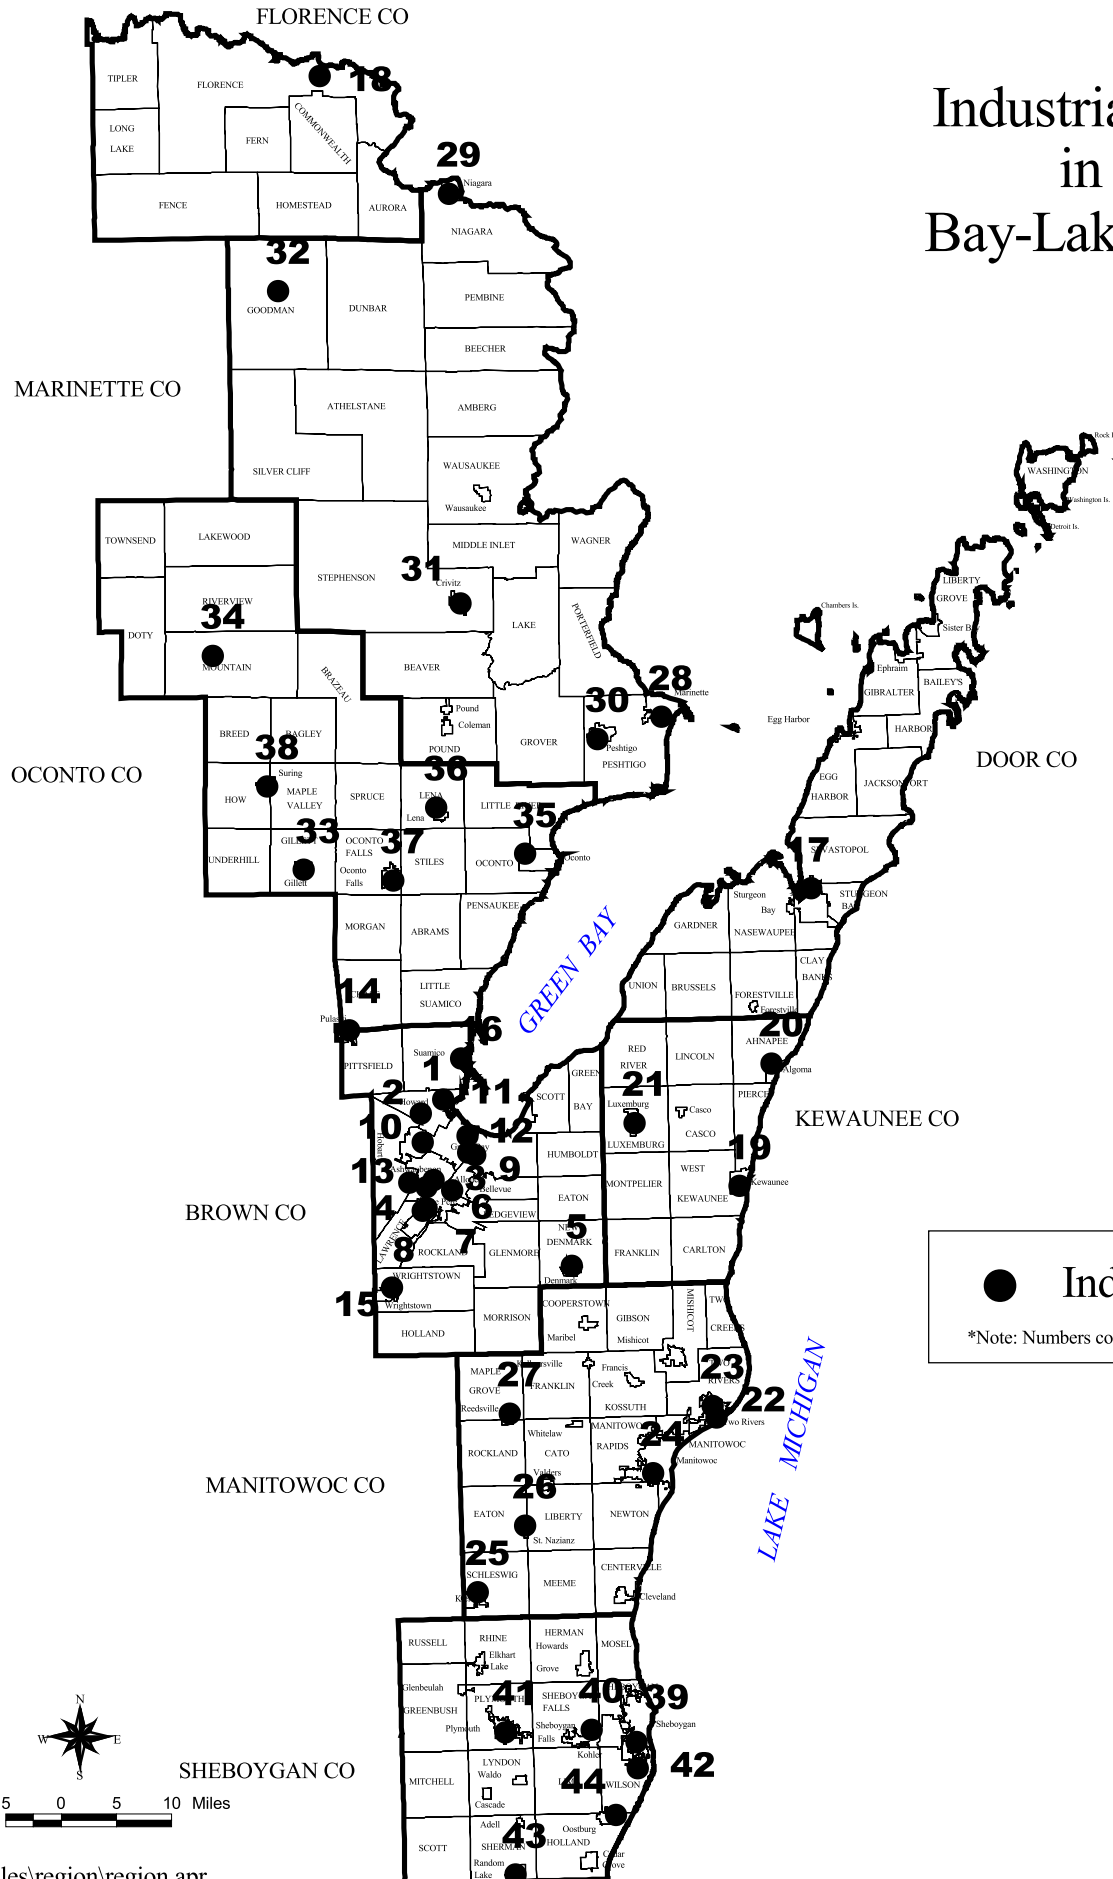 FLORENCE CO
Industria
in
Bay-Lak
TIPLER
FLORENCE
18
COMMONWEALTH
LONG
LAKE
FERN
29
Niagara
FENCE
HOMESTEAD
AURORA
NIAGARA
32
GOODMAN
DUNBAR
PEMBINE
BEECHER
MARINETTE CO
ATHELSTANE
AMBERG
SILVER CLIFF
WAUSAUKEE
Wausaukee
WASHINGTON
Washington Is.
Detroit Is.
TOWNSEND
LAKEWOOD
MIDDLE INLET
WAGNER
STEPHENSON
31
Crivitz
RIVERVIEW
34
LIBERTY
GROVE
Chambers Is.
LAKE
PORTERFIELD
DOTY
MOUNTAIN
BRAZEAU
BEAVER
Ephraim
BAILEY'S
GIBRALTER
28
Marinette
30
Pound
Coleman
POUND
Peshtigo
PESHTIGO
GROVER
Egg Harbor
HARBOR
BREED
BAGLEY
38
OCONTO CO
DOOR CO
Suring
HOW
MAPLE
VALLEY
SPRUCE
36
LENA
Lena
EGG
HARBOR
35
33
37
OCONTO
FALLS
UNDERHILL
Gillett
Oconto
Falls
STILES
OCONTO
Oconto
17
Sturgeon
Bay
PENSAUKEE
MORGAN
ABRAMS
GARDNER
NASEWAUPEE
GREEN BAY
CLAY
BANKS
LITTLE
SUAMICO
UNION
BRUSSELS
FORESTVILLE
Forestville
14
16
20
AHNAPEE
Algoma
PITTSFIELD
Suamico
1
RED
RIVER
LINCOLN
21
GREEN
BAY
SCOTT
2
11
PIERCE
Luxemburg
Casco
KEWAUNEE CO
10
12
LUXEMBURG
CASCO
19
HUMBOLDT
13
3
9
Bellevue
WEST
KEWAUNEE
Kewaunee
MONTPELIER
EATON
BROWN CO
4
6
5
LAWRENCE
ROCKLAND
7
8
GLENMORE
DENMARK
Denmark
FRANKLIN
CARLTON
WRIGHTSTOWN
15
Wrightstown
Ind
*Note: Numbers co
HOLLAND
MORRISON
COOPERSTOWN
GIBSON
MISHICOT
Maribel
Mishicot
27
MAPLE
GROVE
FRANKLIN
Francis
Creek
23
RIVERS
22
LAKE MICHIGAN
Reedsville
KOSSUTH
Two Rivers
Whitelaw
24
MANITOWOC
RAPIDS
ROCKLAND
CATO
Valders
Manitowoc
MANITOWOC CO
26
EATON
LIBERTY
NEWTON
St. Nazianz
25
SCHLESWIG
MEEME
CENTERVILLE
Cleveland
RUSSELL
RHINE
HERMAN
MOSEL
Elkhart
Lake
Howards
Grove
Glenbeulah
GREENBUSH
41
40
39
Plymouth
Sheboygan
Falls
FALLS
Sheboygan
Kohler
N
W
E
S
SHEBOYGAN CO
LYNDON
42
MITCHELL
Waldo
44
WILSON
Cascade
5 0 5 10 Miles
Adell
43
Oostburg
HOLLAND
SCOTT
SHERMAN
Random
Lake
Cedar
Grove
les\region\region.apr